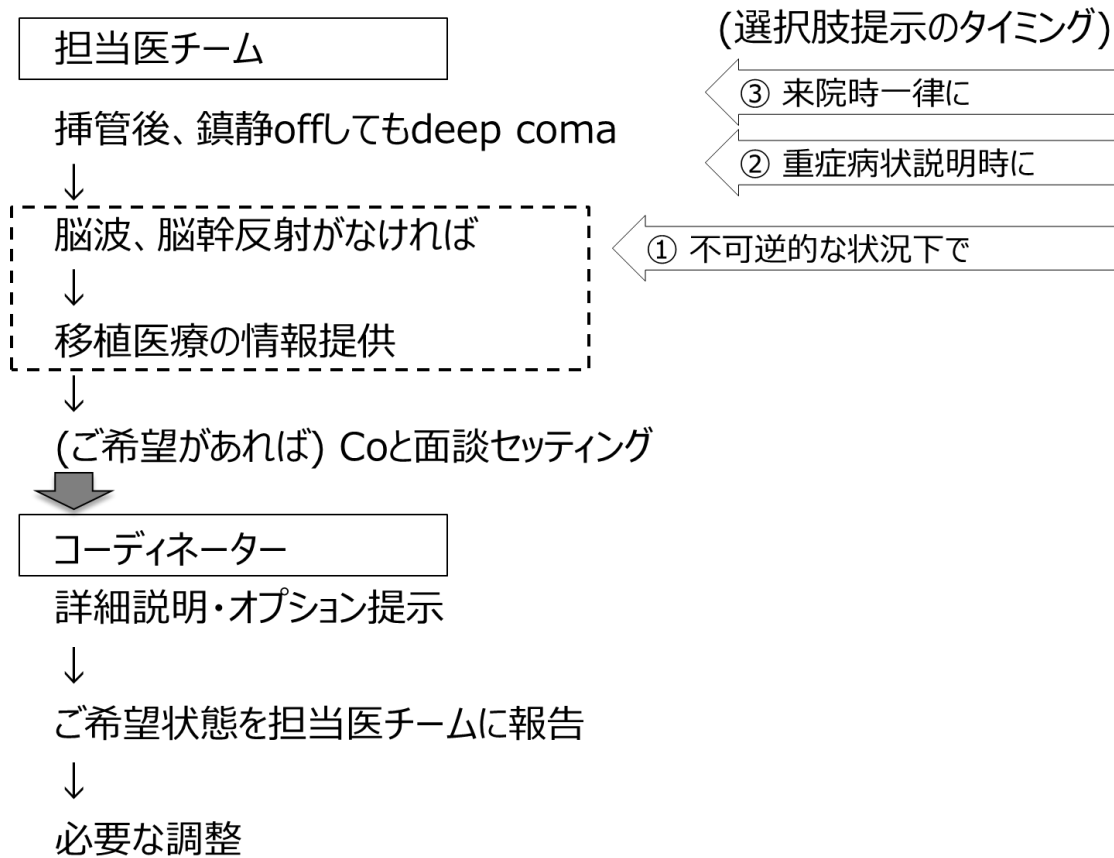 担当医チーム
(選択肢提示のタイミング)
③ 来院時一律に
挿管後、鎮静offしてもdeep coma
② 重症病状説明時に
↓
脳波、脳幹反射がなければ
① 不可逆的な状況下で
↓
移植医療の情報提供
↓
(ご希望があれば) Coと面談セッティング
コーディネーター
詳細説明・オプション提示
↓
ご希望状態を担当医チームに報告
↓
必要な調整